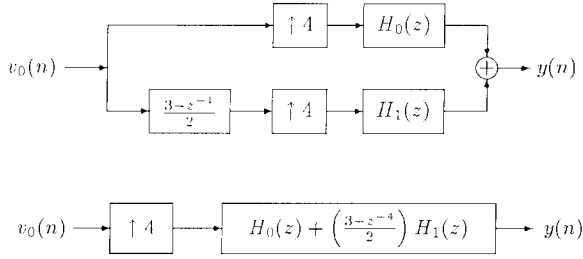 ↑ 4
H₀(z)
v₀(n)
+
y(n)
(3−z⁻¹)/2
↑ 4
H₁(z)
v₀(n)
↑ 4
H₀(z) + ((3−z⁻⁴)/2) H₁(z)
y(n)